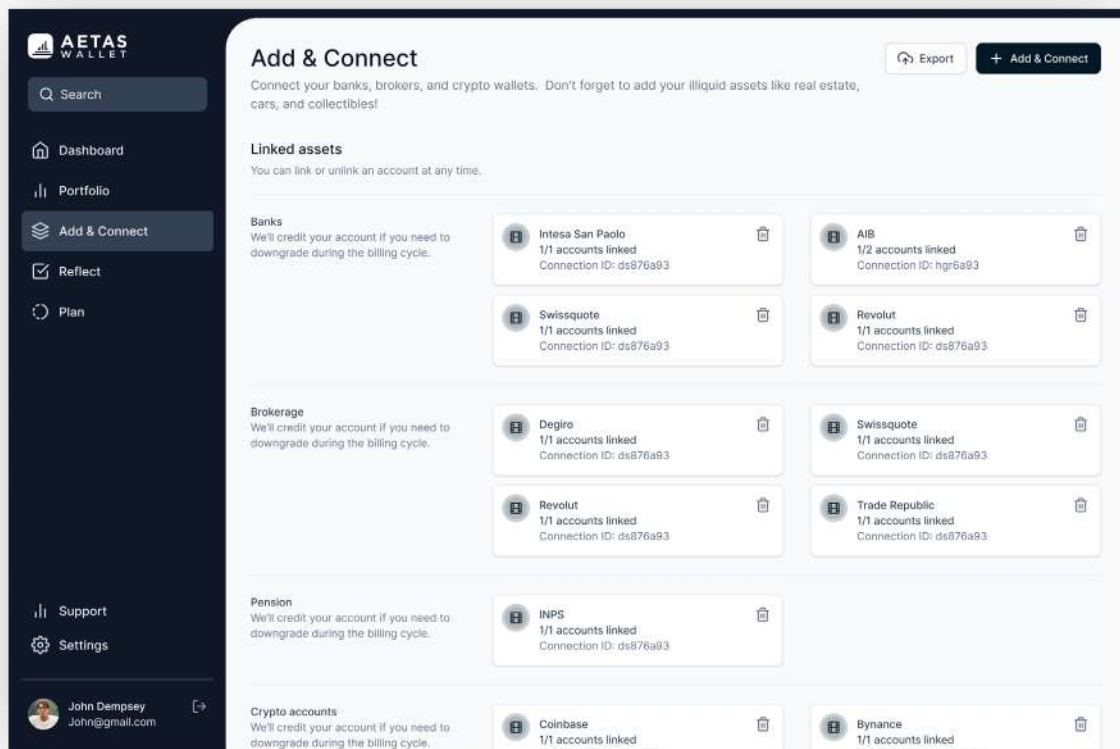 AETAS
WALLET
Search
Dashboard
Portfolio
Add & Connect
Reflect
Plan
Support
Settings
John Dempsey
John@gmail.com
Add & Connect
Export
+ Add & Connect
Connect your banks, brokers, and crypto wallets. Don't forget to add your illiquid assets like real estate,
cars, and collectibles!
Linked assets
You can link or unlink an account at any time.
Banks
We'll credit your account if you need to
downgrade during the billing cycle.
Intesa San Paolo
1/1 accounts linked
Connection ID: ds876a93
AIB
1/2 accounts linked
Connection ID: hgr6a93
Swissquote
1/1 accounts linked
Connection ID: ds876a93
Revolut
1/1 accounts linked
Connection ID: ds876a93
Brokerage
We'll credit your account if you need to
downgrade during the billing cycle.
Degiro
1/1 accounts linked
Connection ID: ds876a93
Swissquote
1/1 accounts linked
Connection ID: ds876a93
Revolut
1/1 accounts linked
Connection ID: ds876a93
Trade Republic
1/1 accounts linked
Connection ID: ds876a93
Pension
We'll credit your account if you need to
downgrade during the billing cycle.
INPS
1/1 accounts linked
Connection ID: ds876a93
Crypto accounts
We'll credit your account if you need to
downgrade during the billing cycle.
Coinbase
1/1 accounts linked
Bynance
1/1 accounts linked